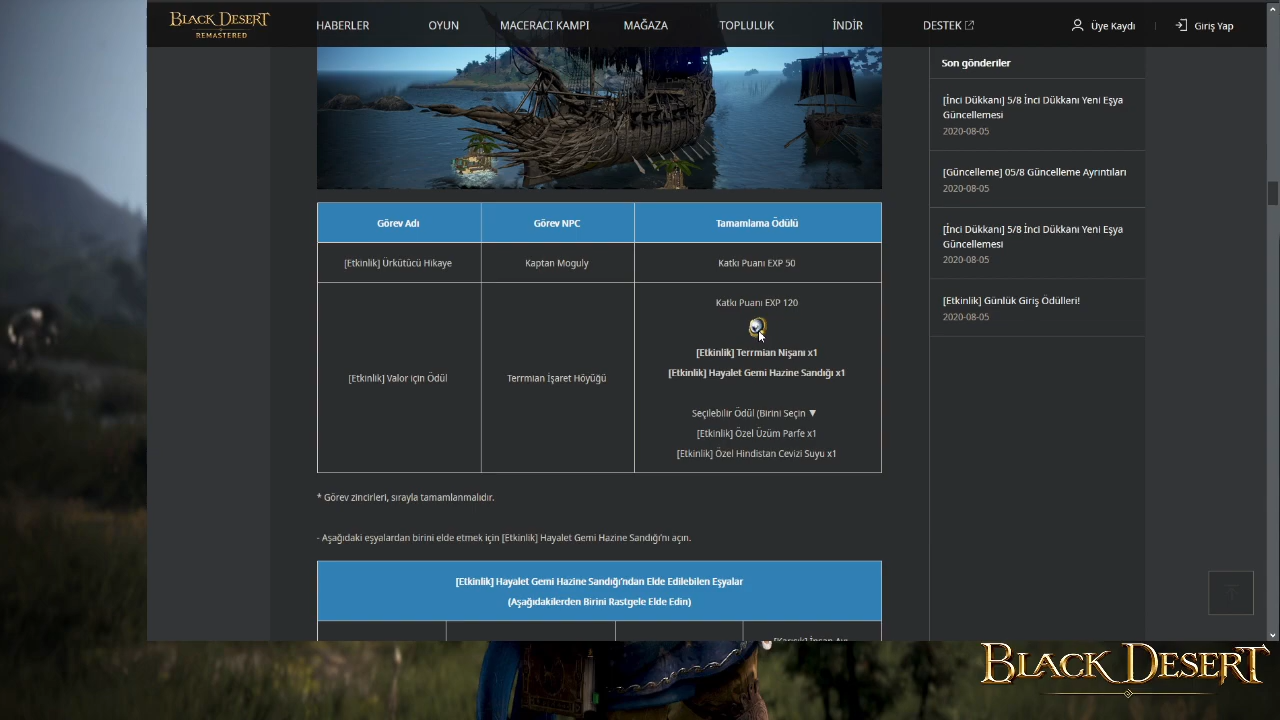 BLACK DESERT
REMASTERED
HABERLER
OYUN
MACERACI KAMPI
MAĞAZA
TOPLULUK
İNDİR
DESTEK
Üye Kaydı
Giriş Yap
Son gönderiler
[İnci Dükkanı] 5/8 İnci Dükkanı Yeni Eşya
Güncellemesi
2020-08-05
[Güncelleme] 05/8 Güncelleme Ayrıntıları
2020-08-05
[İnci Dükkanı] 5/8 İnci Dükkanı Yeni Eşya
Güncellemesi
2020-08-05
[Etkinlik] Günlük Giriş Ödülleri!
2020-08-05
Görev Adı
Görev NPC
Tamamlama Ödülü
[Etkinlik] Ürkütücü Hikaye
Kaptan Moguly
Katkı Puanı EXP 50
[Etkinlik] Valor için Ödül
Terrmian İşaret Höyüğü
Katkı Puanı EXP 120
[Etkinlik] Terrmian Nişanı x1
[Etkinlik] Hayalet Gemi Hazine Sandığı x1
Seçilebilir Ödül (Birini Seçin ▼
[Etkinlik] Özel Üzüm Parfe x1
[Etkinlik] Özel Hindistan Cevizi Suyu x1
* Görev zincirleri, sırayla tamamlanmalıdır.
- Aşağıdaki eşyalardan birini elde etmek için [Etkinlik] Hayalet Gemi Hazine Sandığı'nı açın.
[Etkinlik] Hayalet Gemi Hazine Sandığı'ndan Elde Edilebilen Eşyalar
(Aşağıdakilerden Birini Rastgele Elde Edin)
BLACK DESERT